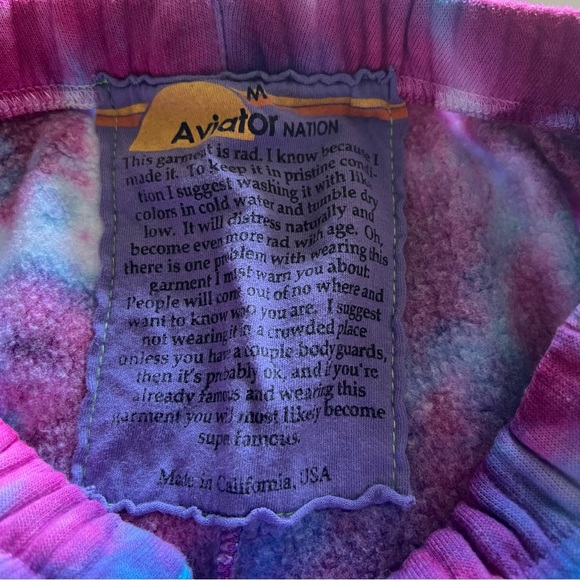 M
Aviator NATION
This garment is rad. I know because I
made it. To keep it in pristine condi-
tion I suggest washing it with like
colors in cold water and tumble dry
low. It will distress naturally and
become even more rad with age. Oh,
there is one problem with wearing this
garment I must warn you about.
People will come out of no where and
want to know who you are. I suggest
not wearing it in a crowded place
unless you have a couple bodyguards,
then it's probably ok, and if you're
already famous and wearing this
garment you will most likely become
supa famous.
Made in California, USA